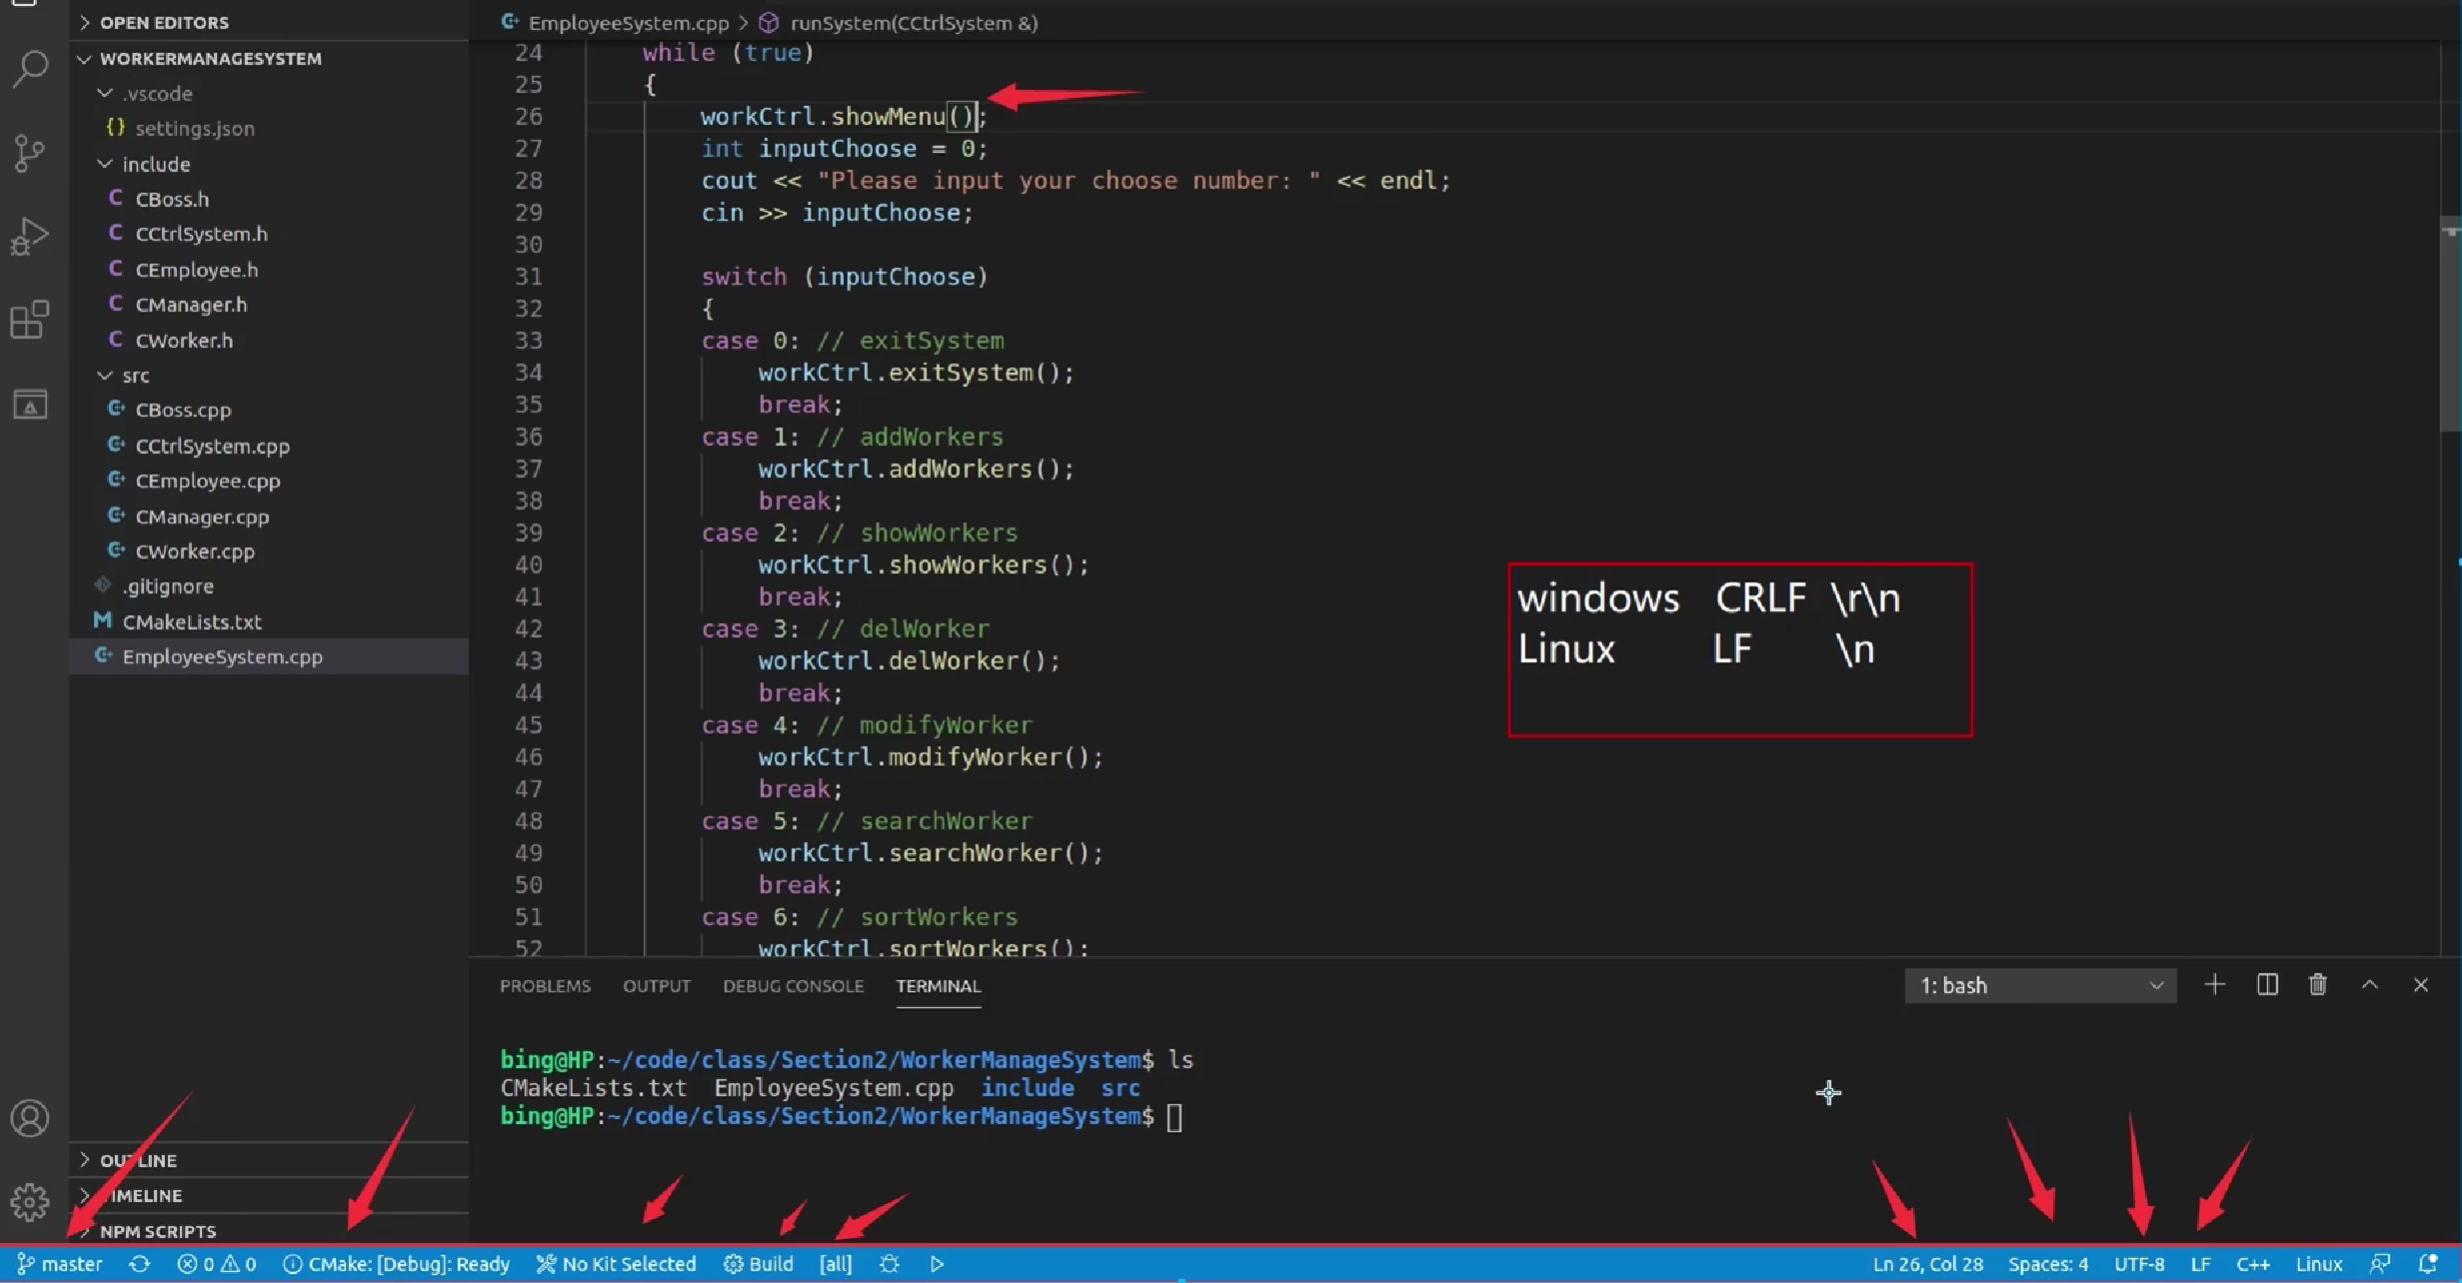 OPEN EDITORS
WORKERMANAGESYSTEM
.vscode
{} settings.json
include
C CBoss.h
C CCtrlSystem.h
C CEmployee.h
C CManager.h
C CWorker.h
src
CBoss.cpp
CCtrlSystem.cpp
CEmployee.cpp
CManager.cpp
CWorker.cpp
.gitignore
M CMakeLists.txt
EmployeeSystem.cpp
OUTLINE
TIMELINE
NPM SCRIPTS
EmployeeSystem.cpp > runSystem(CCtrlSystem &)
24 while (true)
25 {
26 workCtrl.showMenu();
27 int inputChoose = 0;
28 cout << "Please input your choose number: " << endl;
29 cin >> inputChoose;
30
31 switch (inputChoose)
32 {
33 case 0: // exitSystem
34 workCtrl.exitSystem();
35 break;
36 case 1: // addWorkers
37 workCtrl.addWorkers();
38 break;
39 case 2: // showWorkers
40 workCtrl.showWorkers();
41 break;
42 case 3: // delWorker
43 workCtrl.delWorker();
44 break;
45 case 4: // modifyWorker
46 workCtrl.modifyWorker();
47 break;
48 case 5: // searchWorker
49 workCtrl.searchWorker();
50 break;
51 case 6: // sortWorkers
52 workCtrl.sortWorkers();
windows CRLF \r\n
Linux LF \n
PROBLEMS OUTPUT DEBUG CONSOLE TERMINAL 1: bash
bing@HP:~/code/class/Section2/WorkerManageSystem$ ls
CMakeLists.txt EmployeeSystem.cpp include src
bing@HP:~/code/class/Section2/WorkerManageSystem$
master 0 0 CMake: [Debug]: Ready No Kit Selected Build [all] Ln 26, Col 28 Spaces: 4 UTF-8 LF C++ Linux